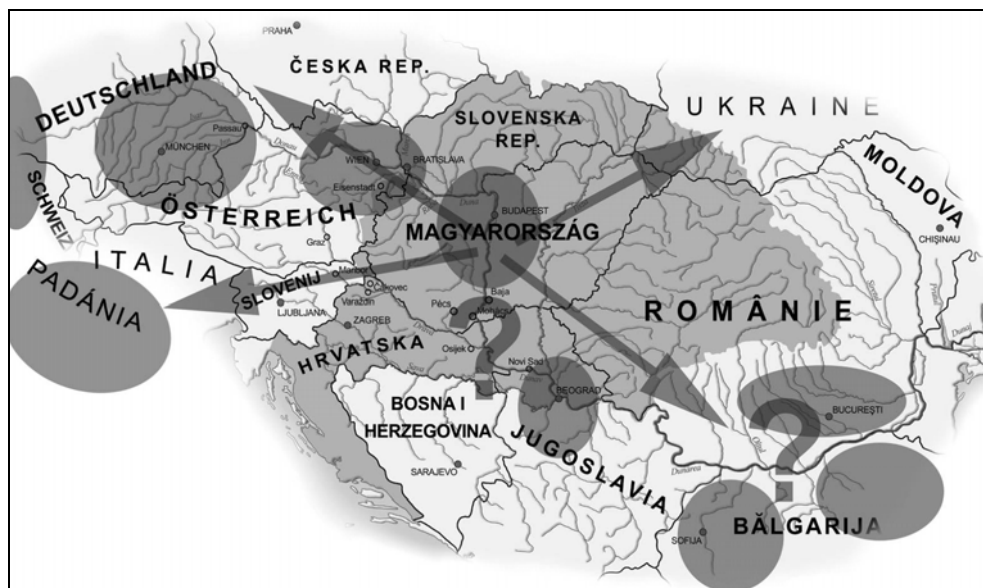 PRAHA
ČESKA REP.
DEUTSCHLAND
UKRAINE
SLOVENSKA
REP.
MOLDOVA
Passau
MÜNCHEN
WIEN
BRATISLAVA
Eisenstadt
SCHWEIZ
ÖSTERREICH
BUDAPEST
MAGYARORSZÁG
CHIŞINAU
Graz
ITALIA
PADÁNIA
SLOVENIJ
Maribor
Čakovec
Varaždin
LJUBLJANA
ZAGREB
Pécs
Baja
?
ROMÂNIE
HRVATSKA
Osijek
Novi Sad
BEOGRAD
BOSNA I
HERZEGOVINA
JUGOSLAVIA
BUCUREŞTI
?
SARAJEVO
Dunărea
SOFIJA
BĂLGARIJA